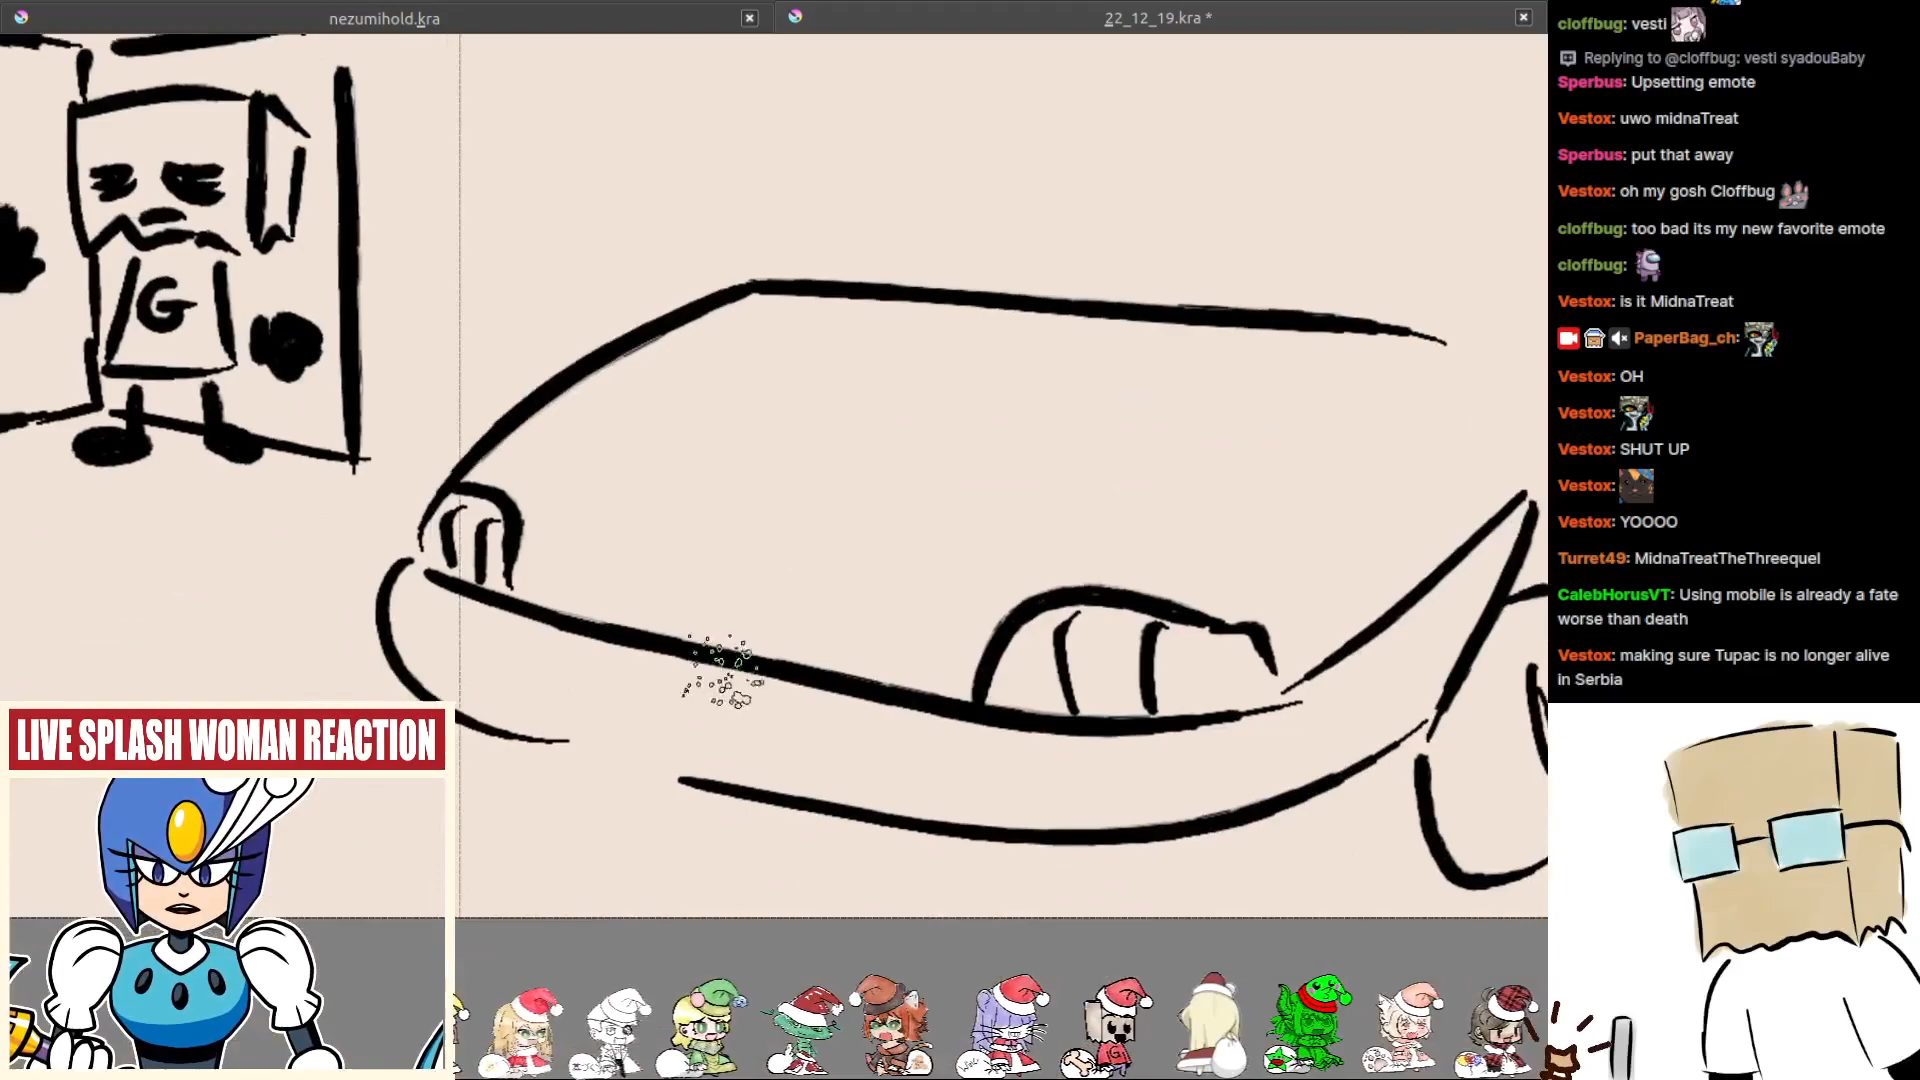 nezumihold.kra
22_12_19.kra *
cloffbug: vesti
Replying to @cloffbug: vesti syadouBaby
Sperbus: Upsetting emote
Vestox: uwo midnaTreat
Sperbus: put that away
Vestox: oh my gosh Cloffbug
cloffbug: too bad its my new favorite emote
cloffbug:
Vestox: is it MidnaTreat
PaperBag_ch:
Vestox: OH
Vestox:
Vestox: SHUT UP
Vestox:
Vestox: YOOOO
Turret49: MidnaTreatTheThreequel
CalebHorusVT: Using mobile is already a fate
worse than death
Vestox: making sure Tupac is no longer alive
in Serbia
G
LIVE SPLASH WOMAN REACTION
G